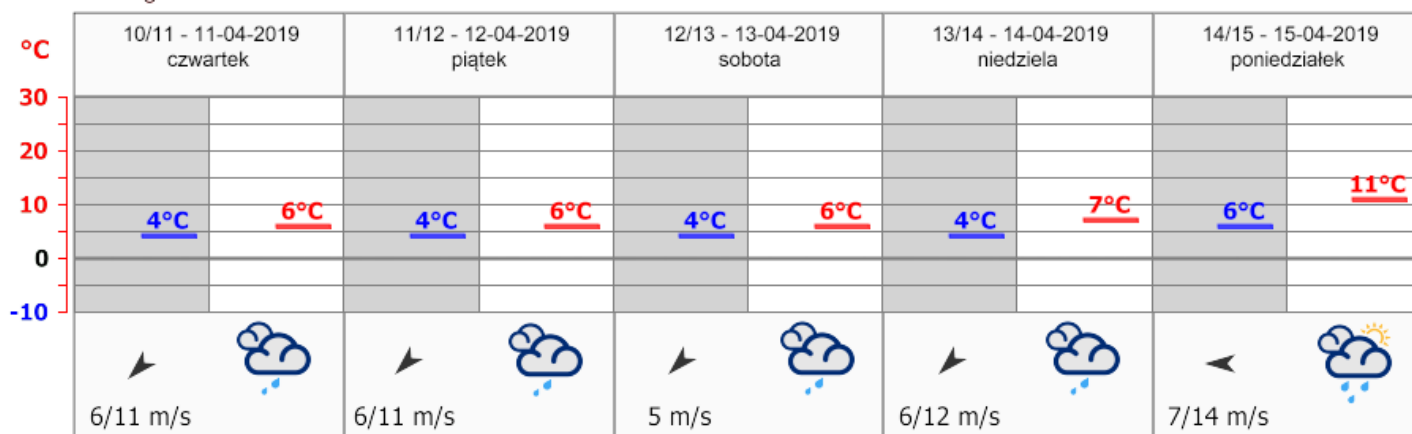 10/11 - 11-04-2019
czwartek
11/12 - 12-04-2019
piątek
12/13 - 13-04-2019
sobota
13/14 - 14-04-2019
niedziela
14/15 - 15-04-2019
poniedziałek
°C
30
20
10
0
-10
4°C
6°C
4°C
6°C
4°C
6°C
4°C
7°C
6°C
11°C
6/11 m/s
6/11 m/s
5 m/s
6/12 m/s
7/14 m/s